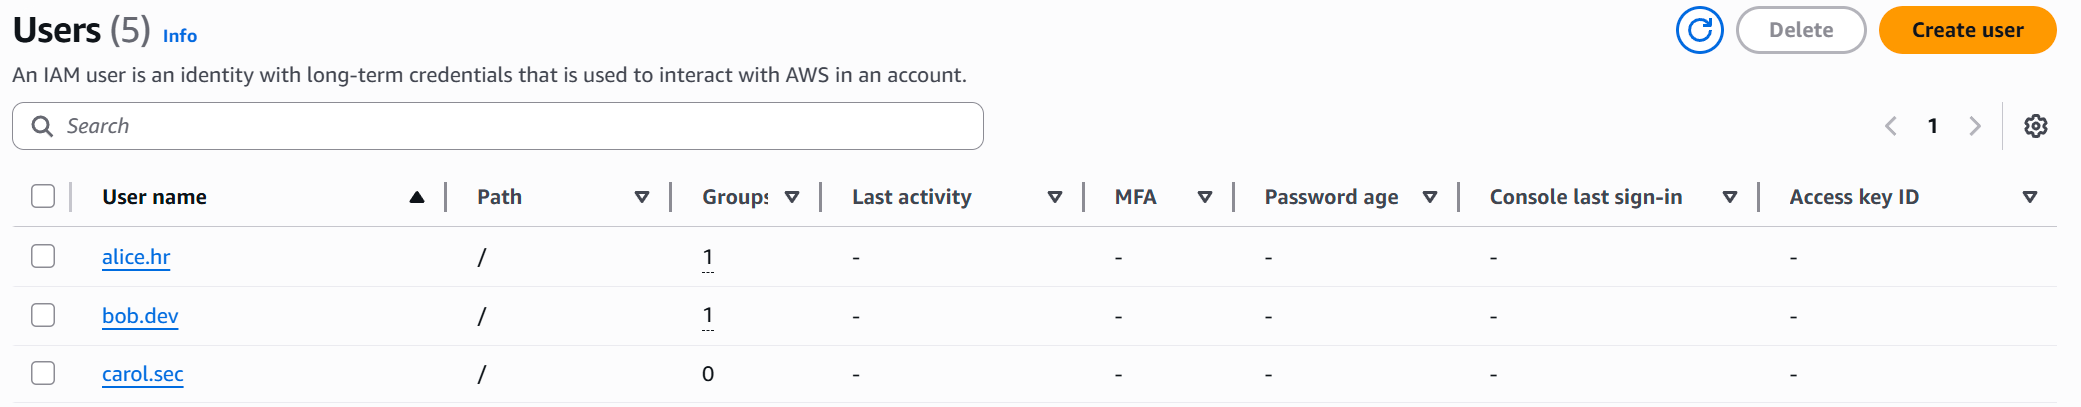 Users (5) Info
Delete
Create user
An IAM user is an identity with long-term credentials that is used to interact with AWS in an account.
Search
1
User name Path Groups Last activity MFA Password age Console last sign-in Access key ID
alice.hr / 1 - - - - -
bob.dev / 1 - - - - -
carol.sec / 0 - - - - -